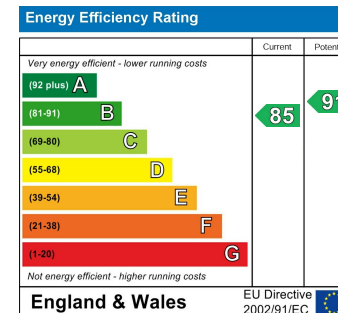 Energy Efficiency Rating
Current
Very energy efficient - lower running costs
(92 plus) A
(81-91) B
85
91
(69-80) C
(55-68) D
(39-54) E
(21-38) F
(1-20) G
Not energy efficient - higher running costs
England & Wales
EU Directive
2002/91/EC